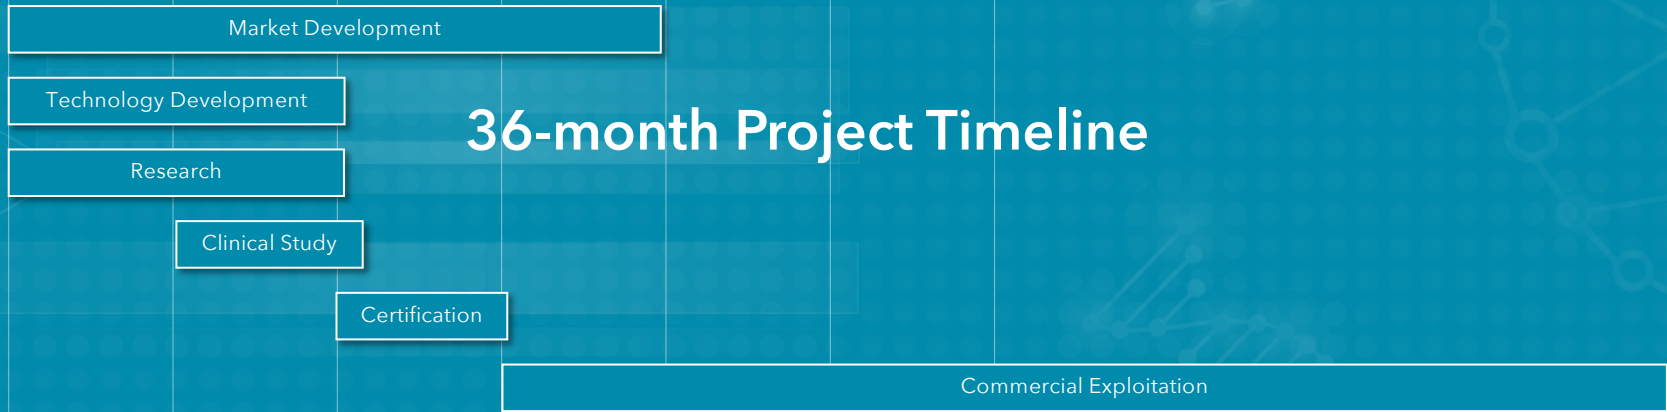 Market Development
Technology Development
36-month Project Timeline
Research
Clinical Study
Certification
Commercial Exploitation